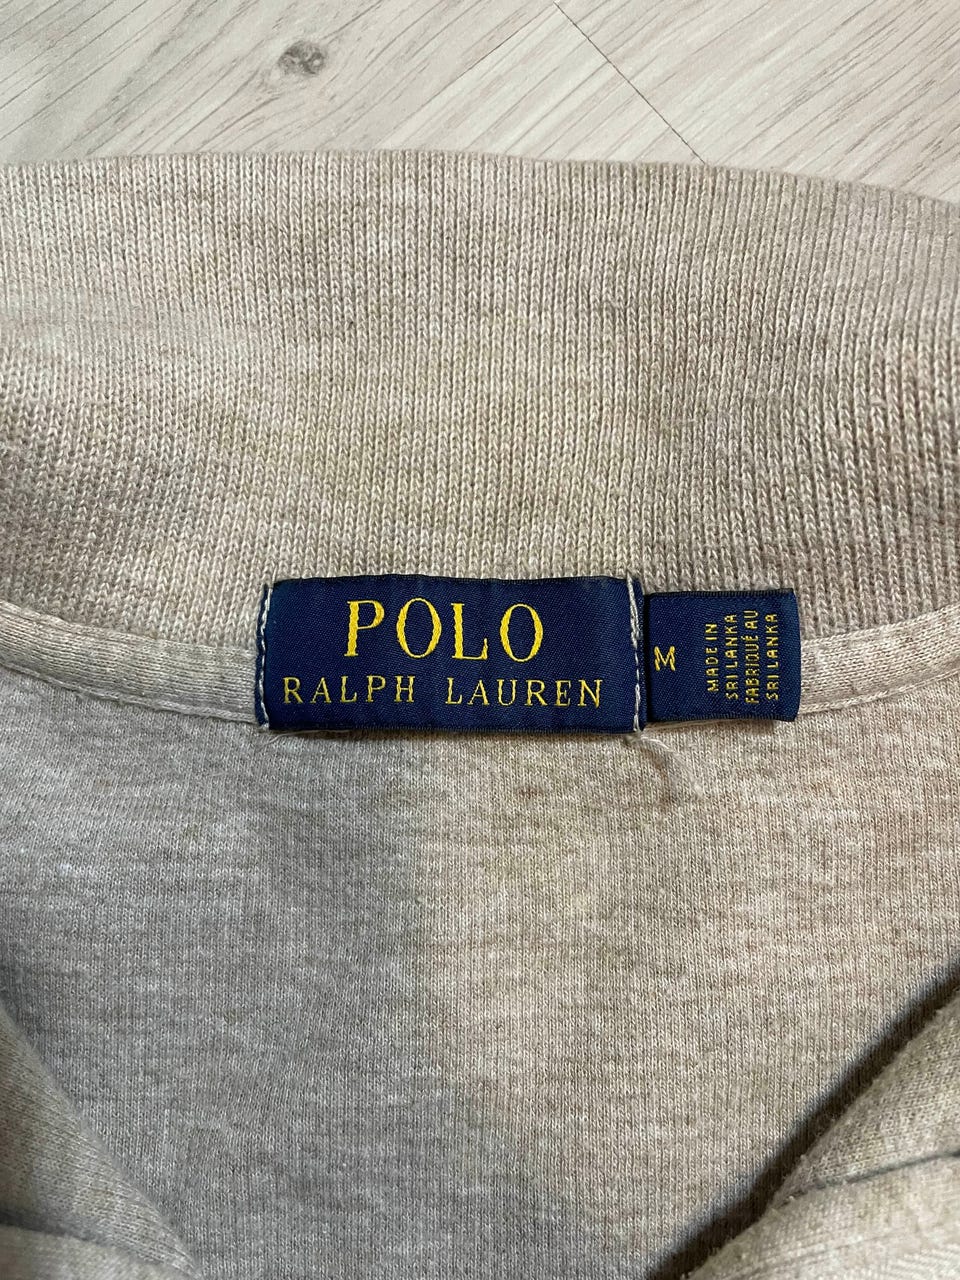 POLO
RALPH LAUREN
M
MADE IN
SRI LANKA
FABRIQUÉ AU
SRI LANKA